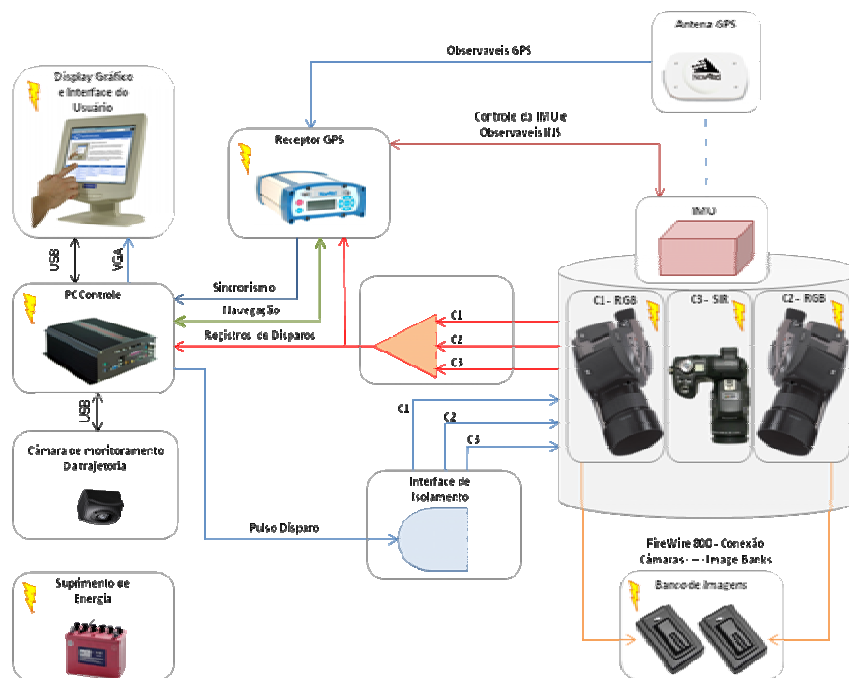 Antena GPS
Observaveis GPS
Display Gráfico
e Interface do
Usuário
Controle da IMU e
Observaveis INS
Receptor GPS
IMU
USB
VGA
Sincronismo
PC Controle
Navegação
Registros de Disparos
C1
C2
C3
C1 - RGB
C3 - SIR
C2 - RGB
USB
C1
C2
C3
Câmara de monitoramento
Da trajetoria
Interface de
Isolamento
Pulso Disparo
FireWire 800 - Conexão
Câmaras --- Image Banks
Suprimento de
Energia
Banco de Imagens